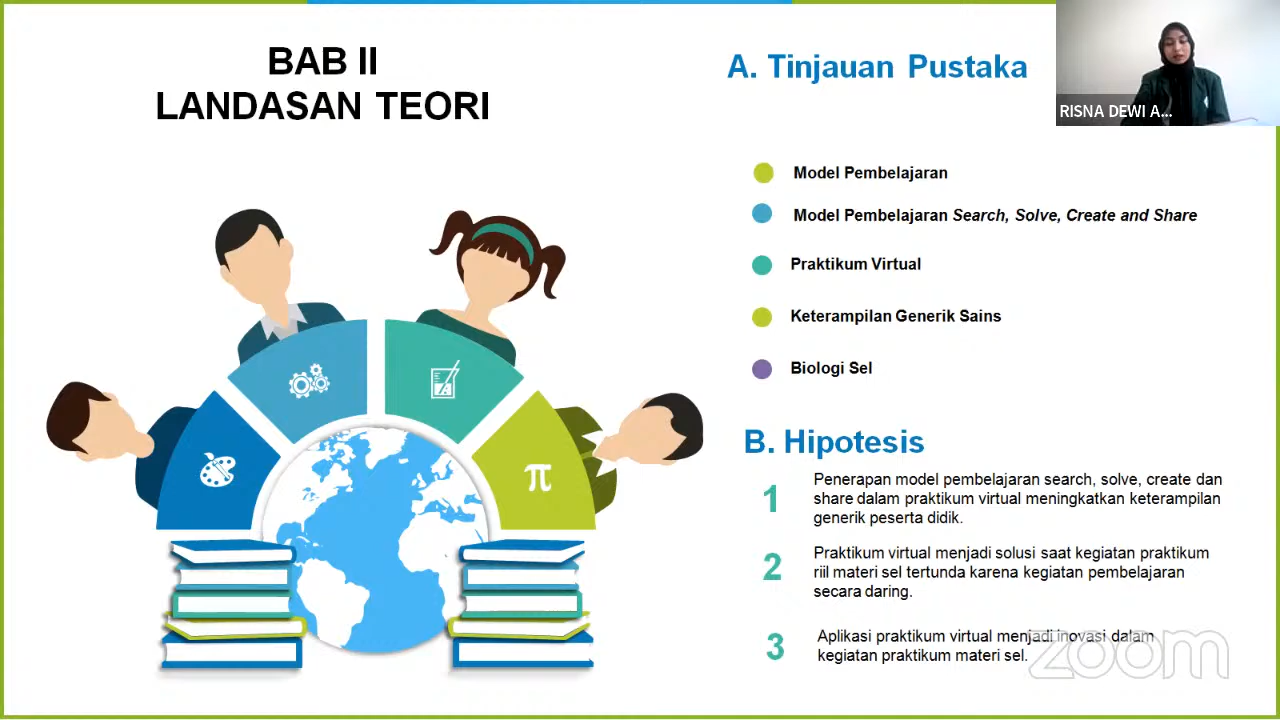 BAB II
LANDASAN TEORI
A. Tinjauan Pustaka
RISNA DEWI A...
Model Pembelajaran
Model Pembelajaran Search, Solve, Create and Share
Praktikum Virtual
Keterampilan Generik Sains
Biologi Sel
π
B. Hipotesis
1
Penerapan model pembelajaran search, solve, create dan
share dalam praktikum virtual meningkatkan keterampilan
generik peserta didik.
2
Praktikum virtual menjadi solusi saat kegiatan praktikum
riil materi sel tertunda karena kegiatan pembelajaran
secara daring.
3
Aplikasi praktikum virtual menjadi inovasi dalam
kegiatan praktikum materi sel.
zoom